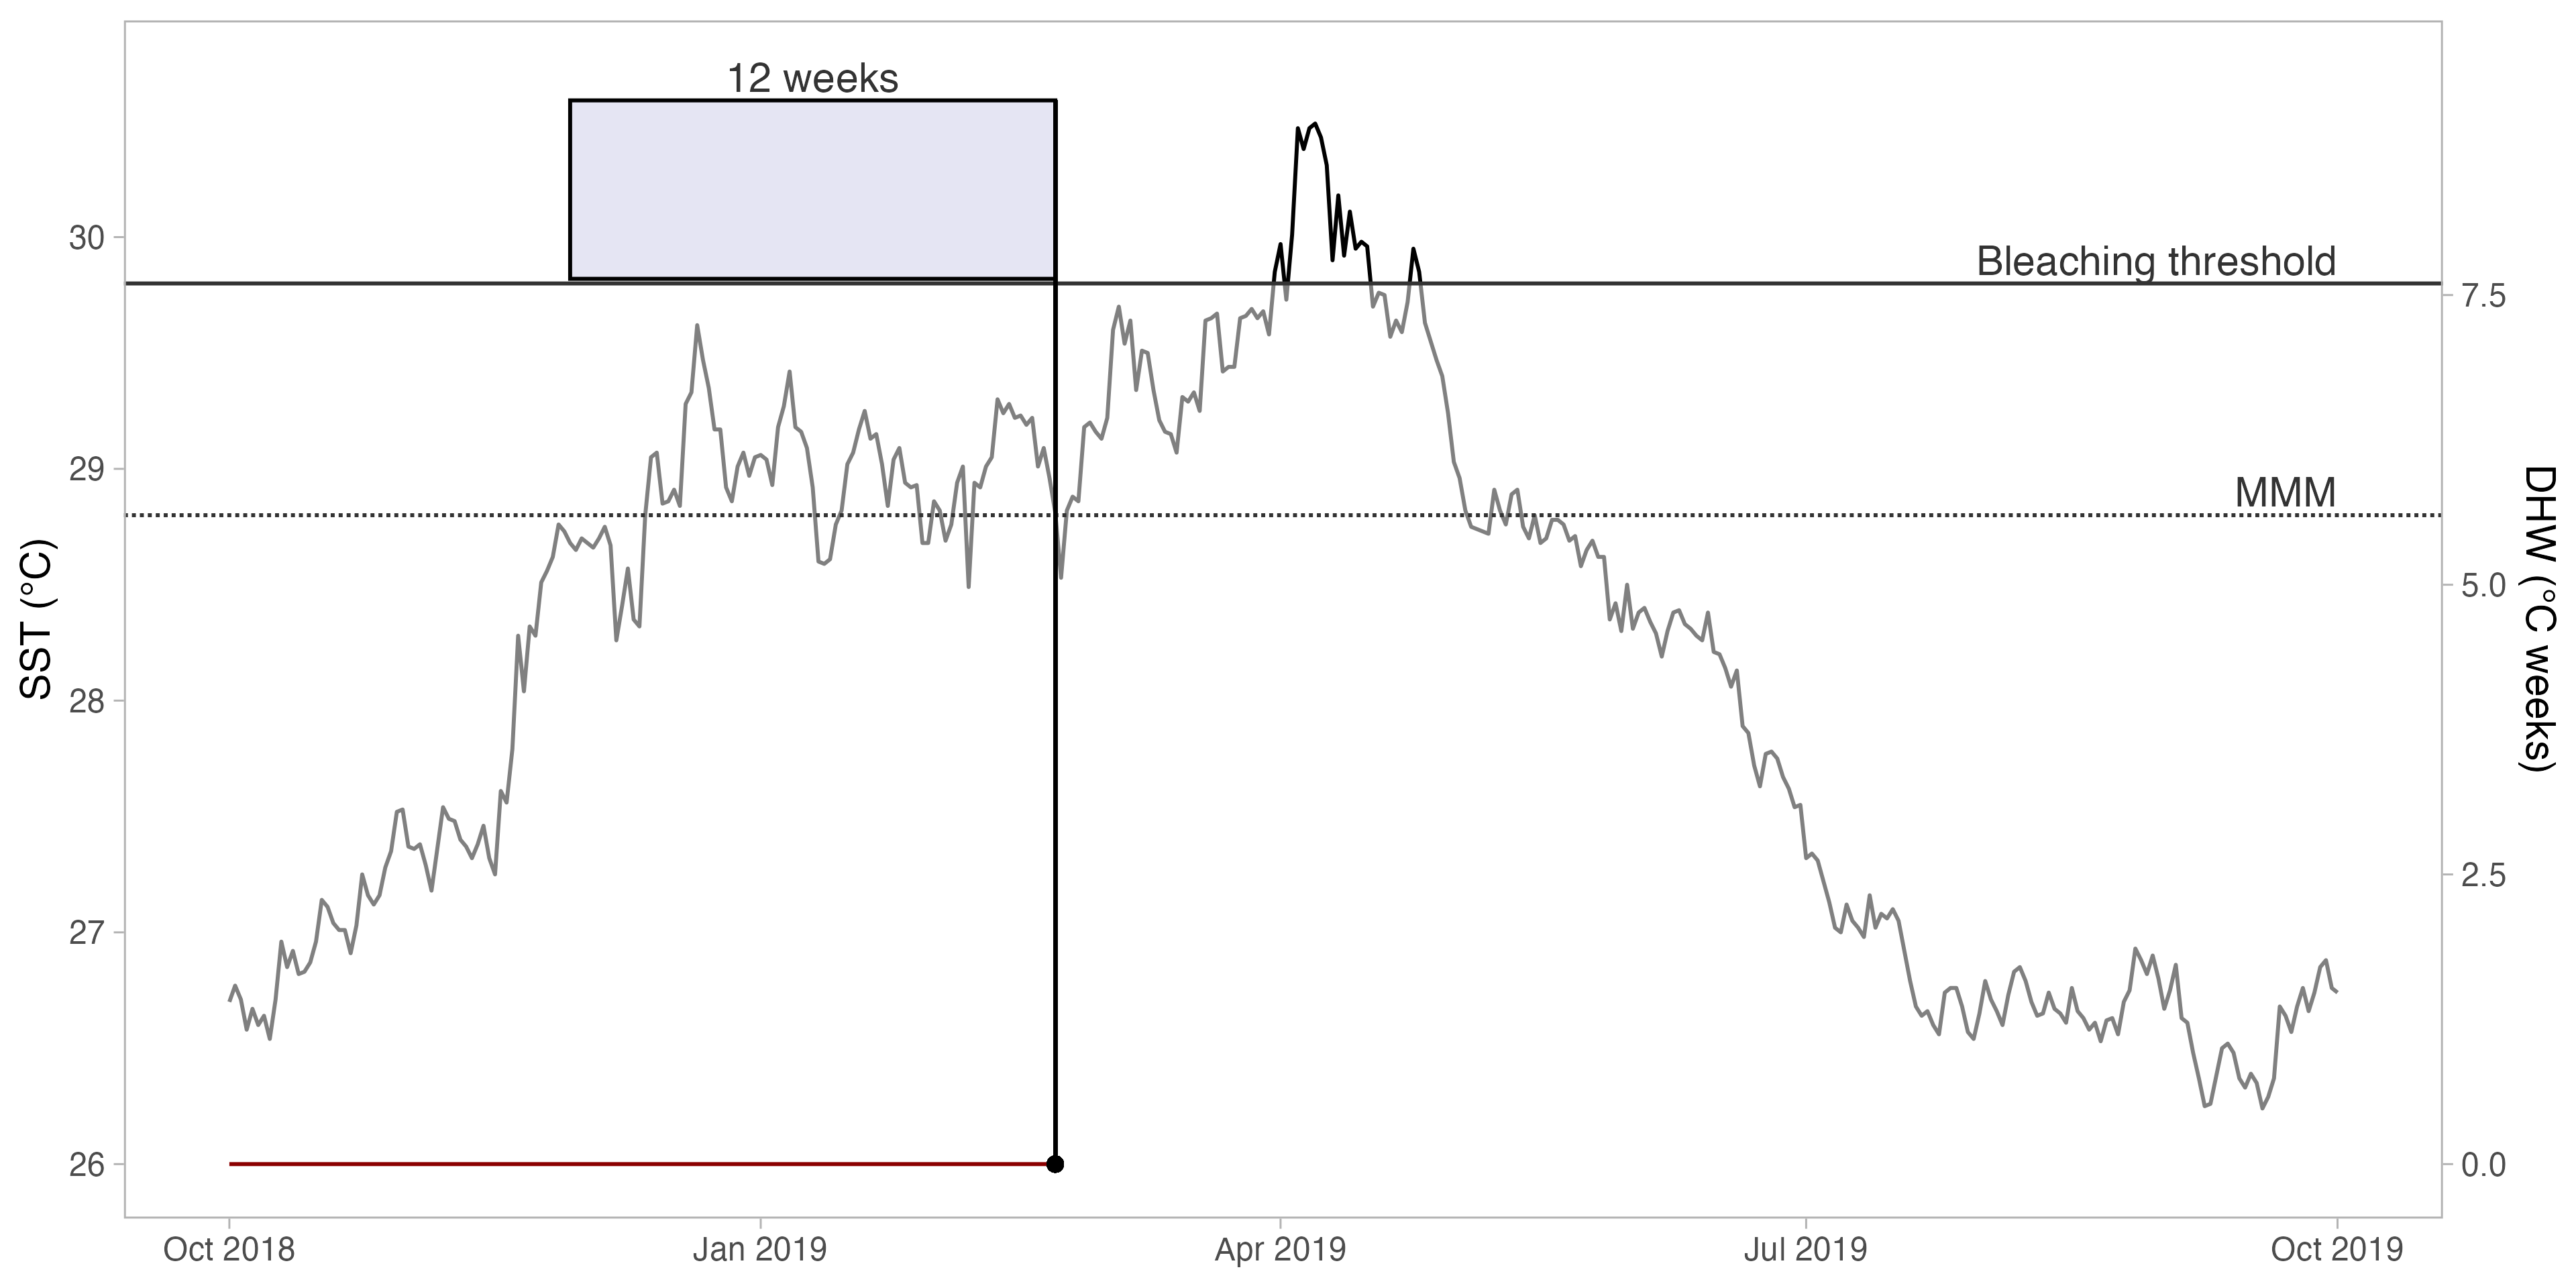 12 weeks
30
Bleaching threshold
7.5
29
MMM
SST (°C)
DHW (°C weeks)
5.0
28
2.5
27
26
0.0
Oct 2018
Jan 2019
Apr 2019
Jul 2019
Oct 2019